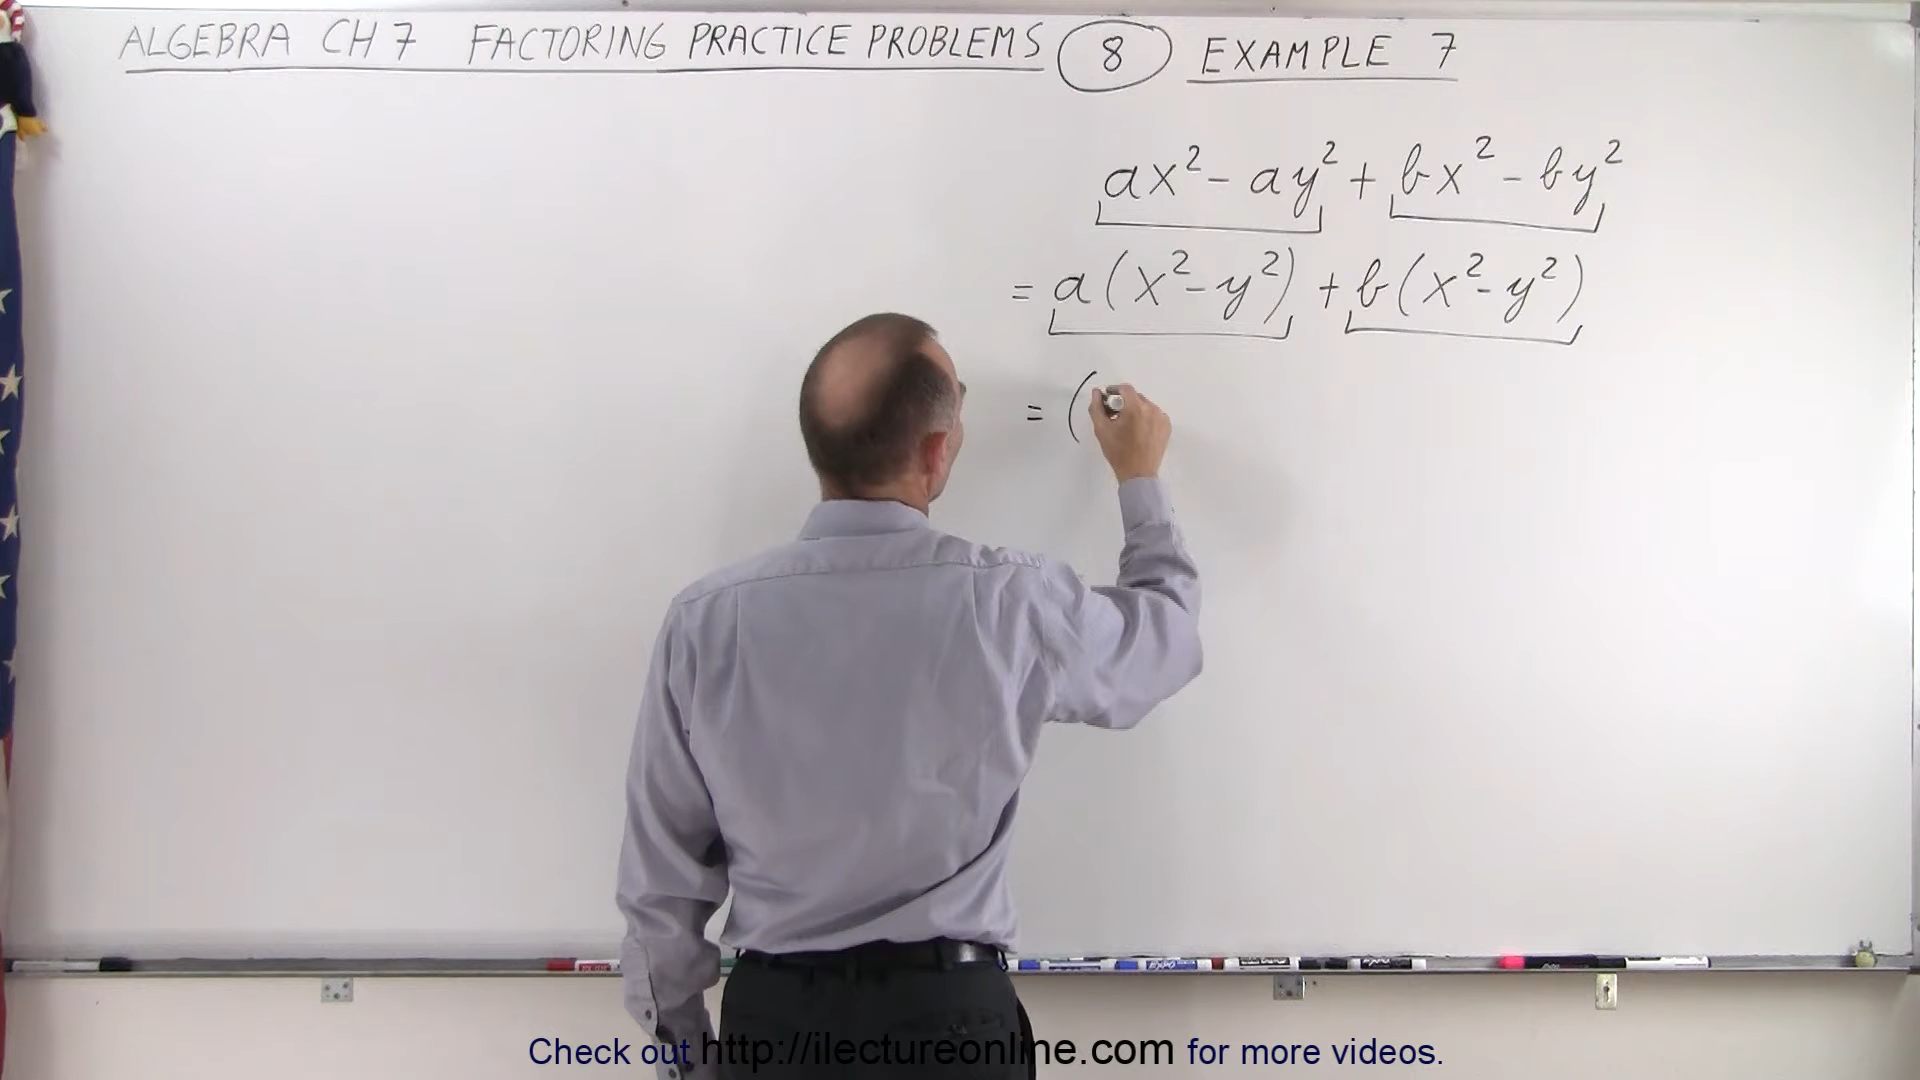 ALGEBRA CH 7 FACTORING PRACTICE PROBLEMS 8 EXAMPLE 7
ax² - ay² + bx² - by²
= a(x² - y²) + b(x² - y²)
= (
Check out http://ilectureonline.com for more videos.